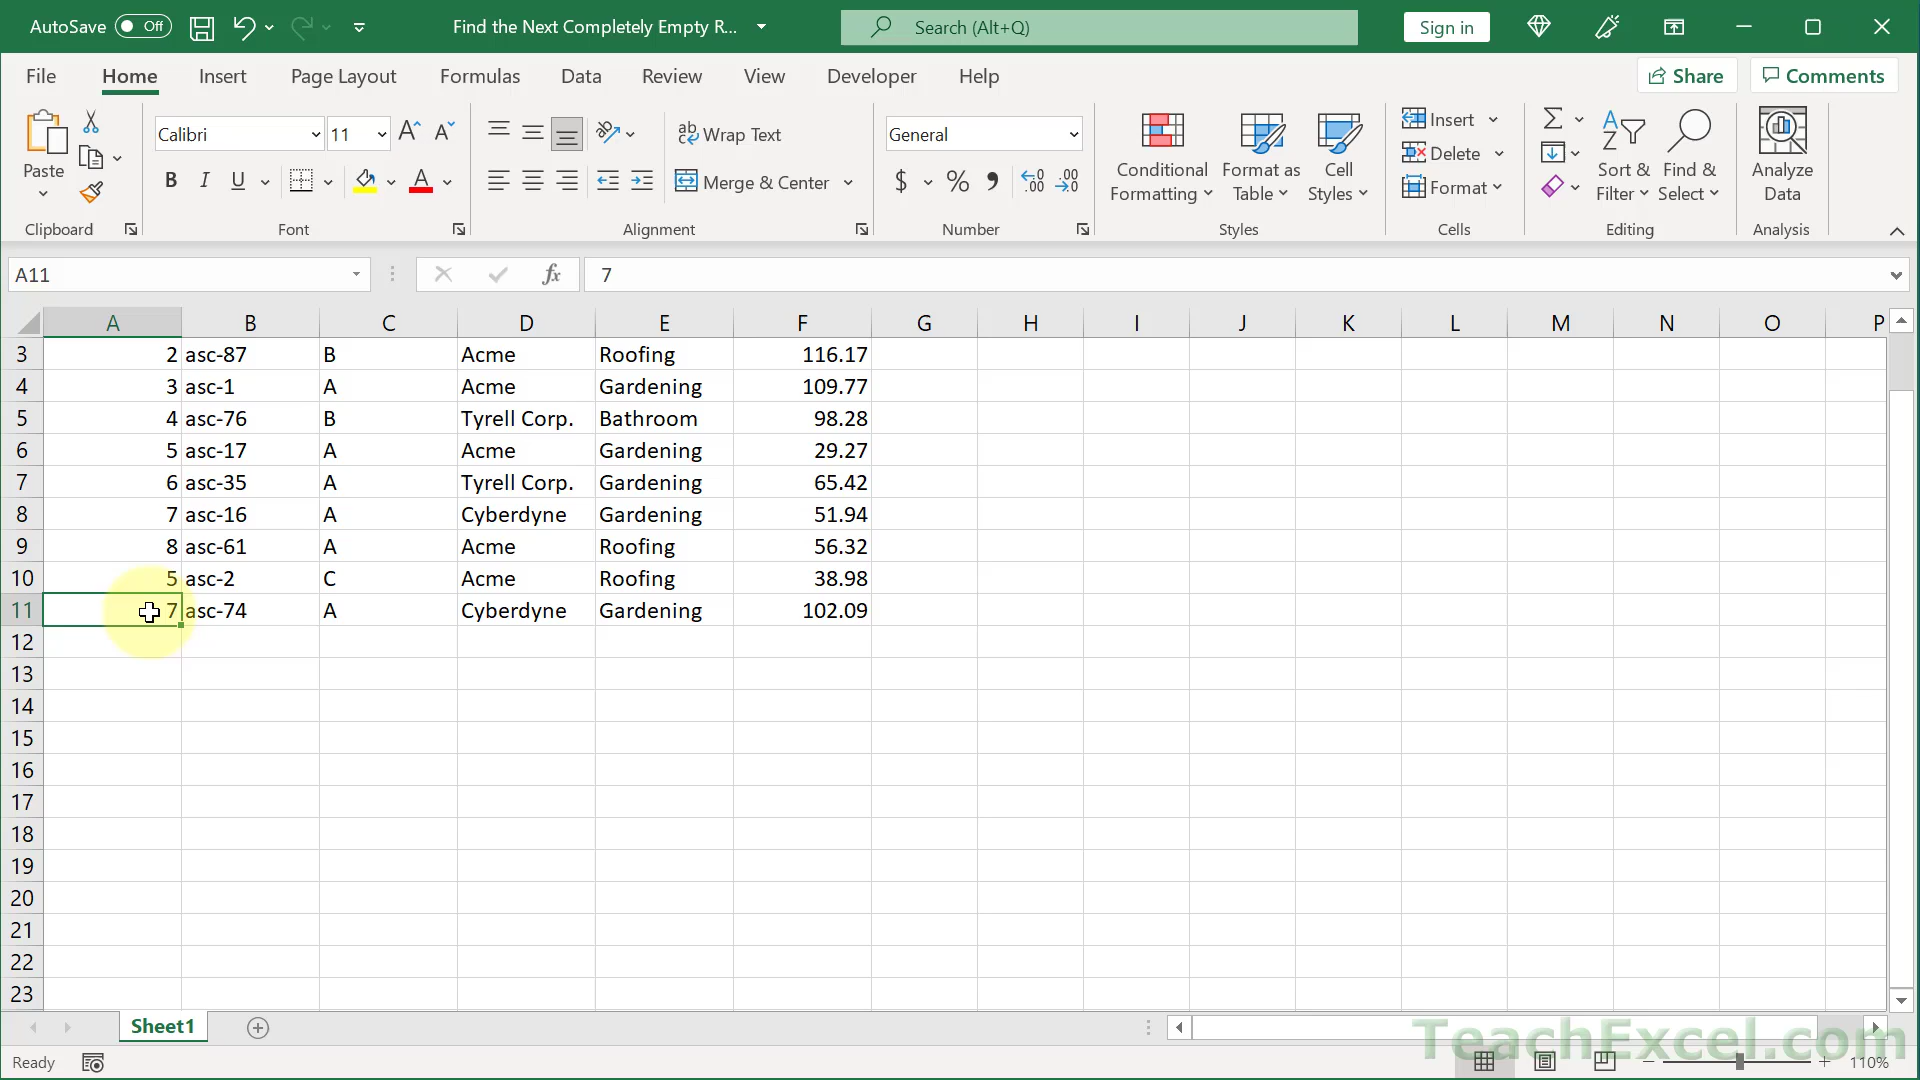 AutoSave Off Find the Next Completely Empty R... Search (Alt+Q) Sign in
File Home Insert Page Layout Formulas Data Review View Developer Help Share Comments
Calibri 11 Wrap Text General Insert
Paste Conditional Formatting Format as Table Cell Styles Delete Sort & Filter Find & Select Analyze Data
B I U Merge & Center $ % Format
Clipboard Font Alignment Number Styles Cells Editing Analysis
A11 fx 7
A B C D E F G H I J K L M N O P
3 2 asc-87 B Acme Roofing 116.17
4 3 asc-1 A Acme Gardening 109.77
5 4 asc-76 B Tyrell Corp. Bathroom 98.28
6 5 asc-17 A Acme Gardening 29.27
7 6 asc-35 A Tyrell Corp. Gardening 65.42
8 7 asc-16 A Cyberdyne Gardening 51.94
9 8 asc-61 A Acme Roofing 56.32
10 5 asc-2 C Acme Roofing 38.98
11 7 asc-74 A Cyberdyne Gardening 102.09
12
13
14
15
16
17
18
19
20
21
22
23
Sheet1
TeachExcel.com
Ready 110%